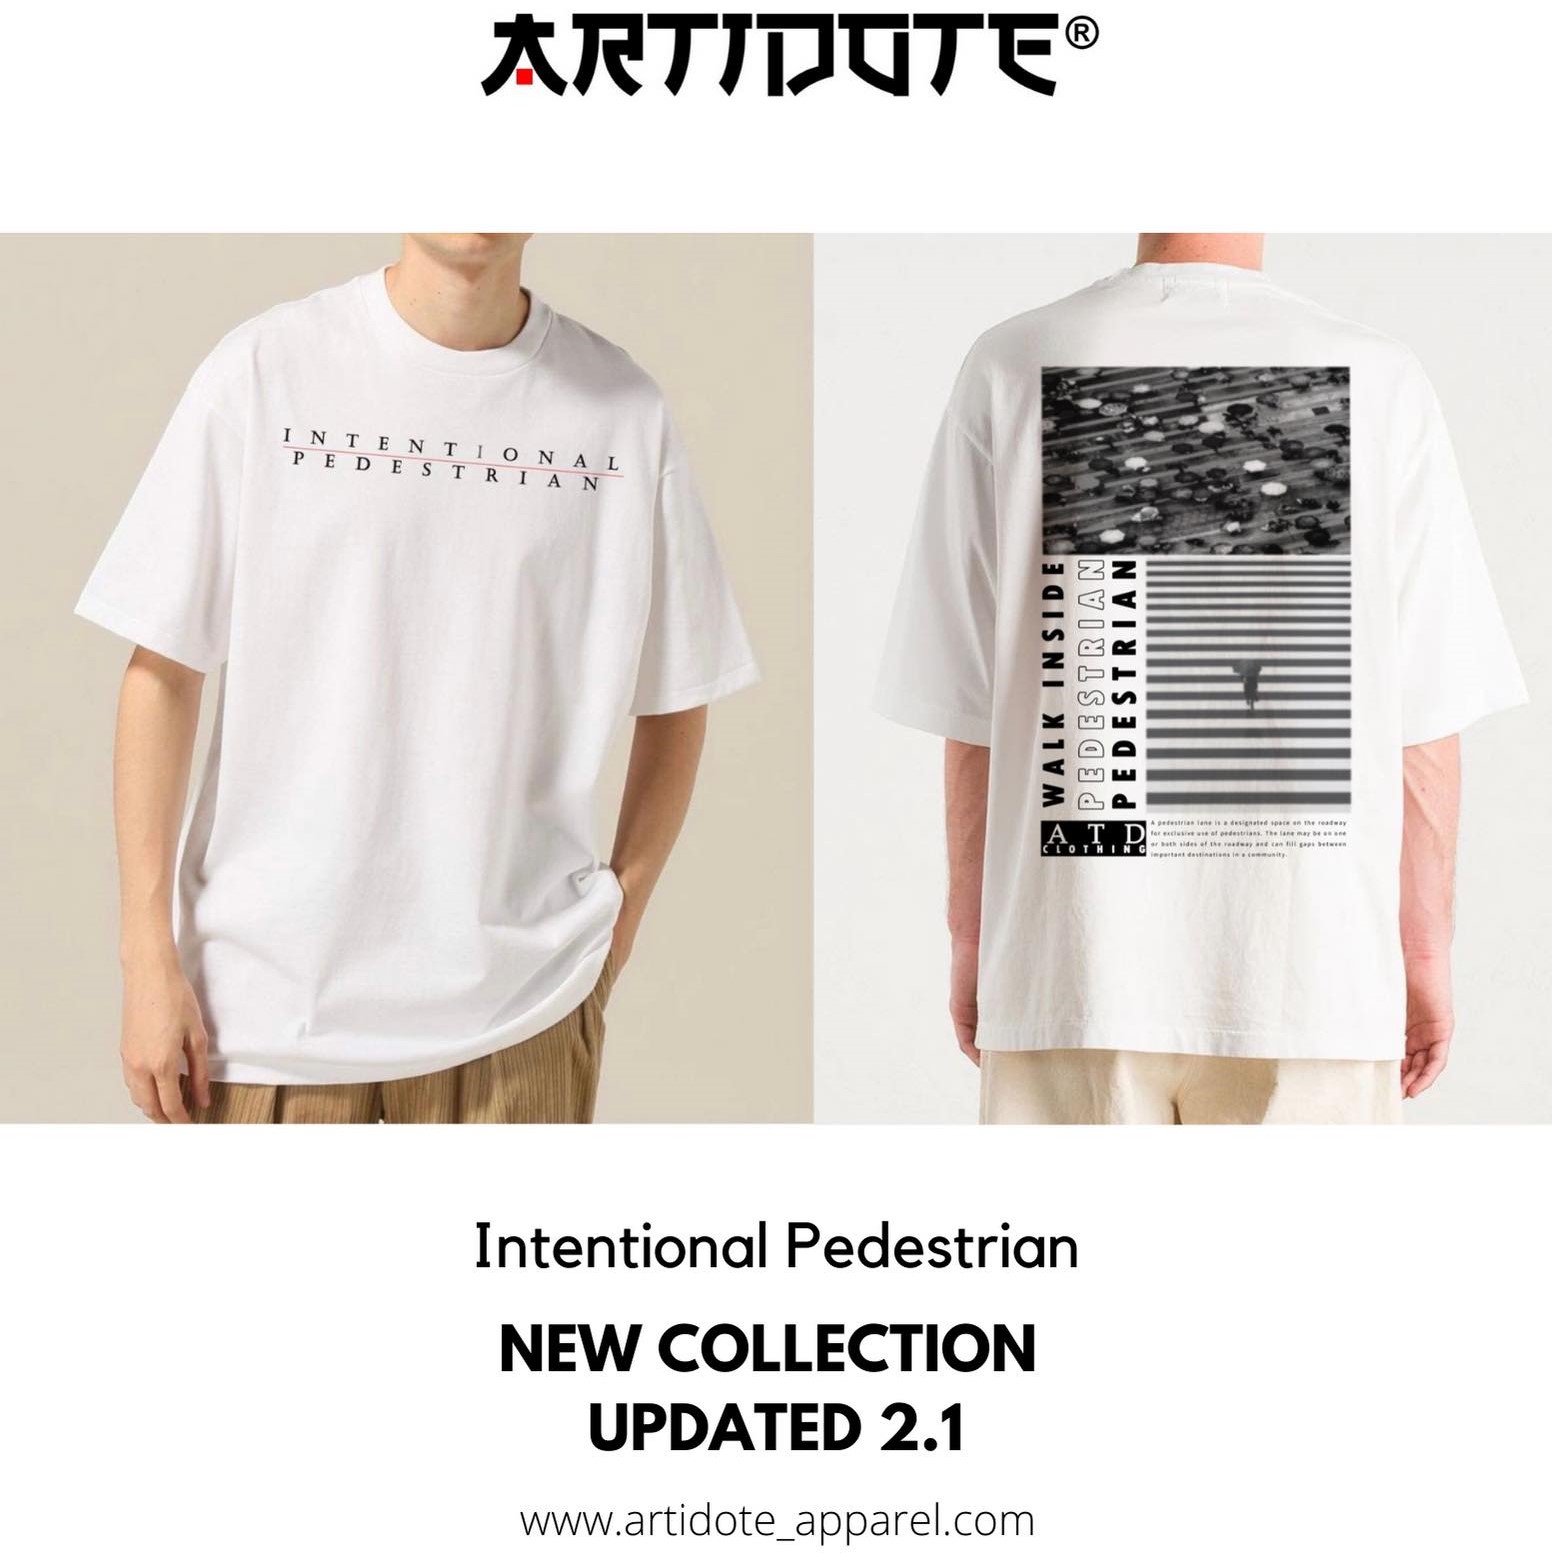 ARTIDOTE®
INTENTIONAL
PEDESTRIAN
WALK INSIDE
PEDESTRIAN
PEDESTRIAN
ATD
CLOTHING
A pedestrian lane is a designated space on the roadway
for exclusive use of pedestrians. The lane may be on one
or both sides of the roadway and can fill gaps between
important destinations in a community.
Intentional Pedestrian
NEW COLLECTION
UPDATED 2.1
www.artidote_apparel.com